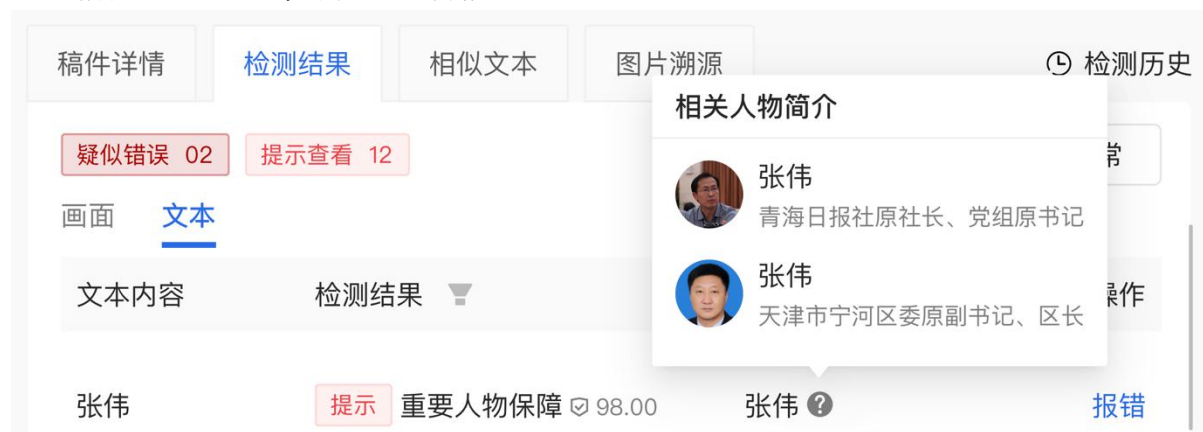 稿件详情 检测结果 相似文本 图片溯源 检测历史
相关人物简介
疑似错误 02 提示查看 12 常
张伟
青海日报社原社长、党组原书记
画面 文本
张伟
天津市宁河区委原副书记、区长
文本内容 检测结果 操作
张伟 提示 重要人物保障 98.00 张伟 ? 报错